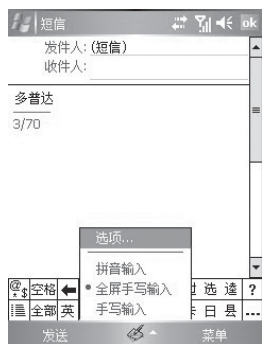 短信 ok
发件人: (短信)
收件人:
多普达
3/70
选项...
拼音输入
全屏手写输入
手写输入
@*$ 空格 选 達 ?
全部 英 日 县 ...
发送 菜单